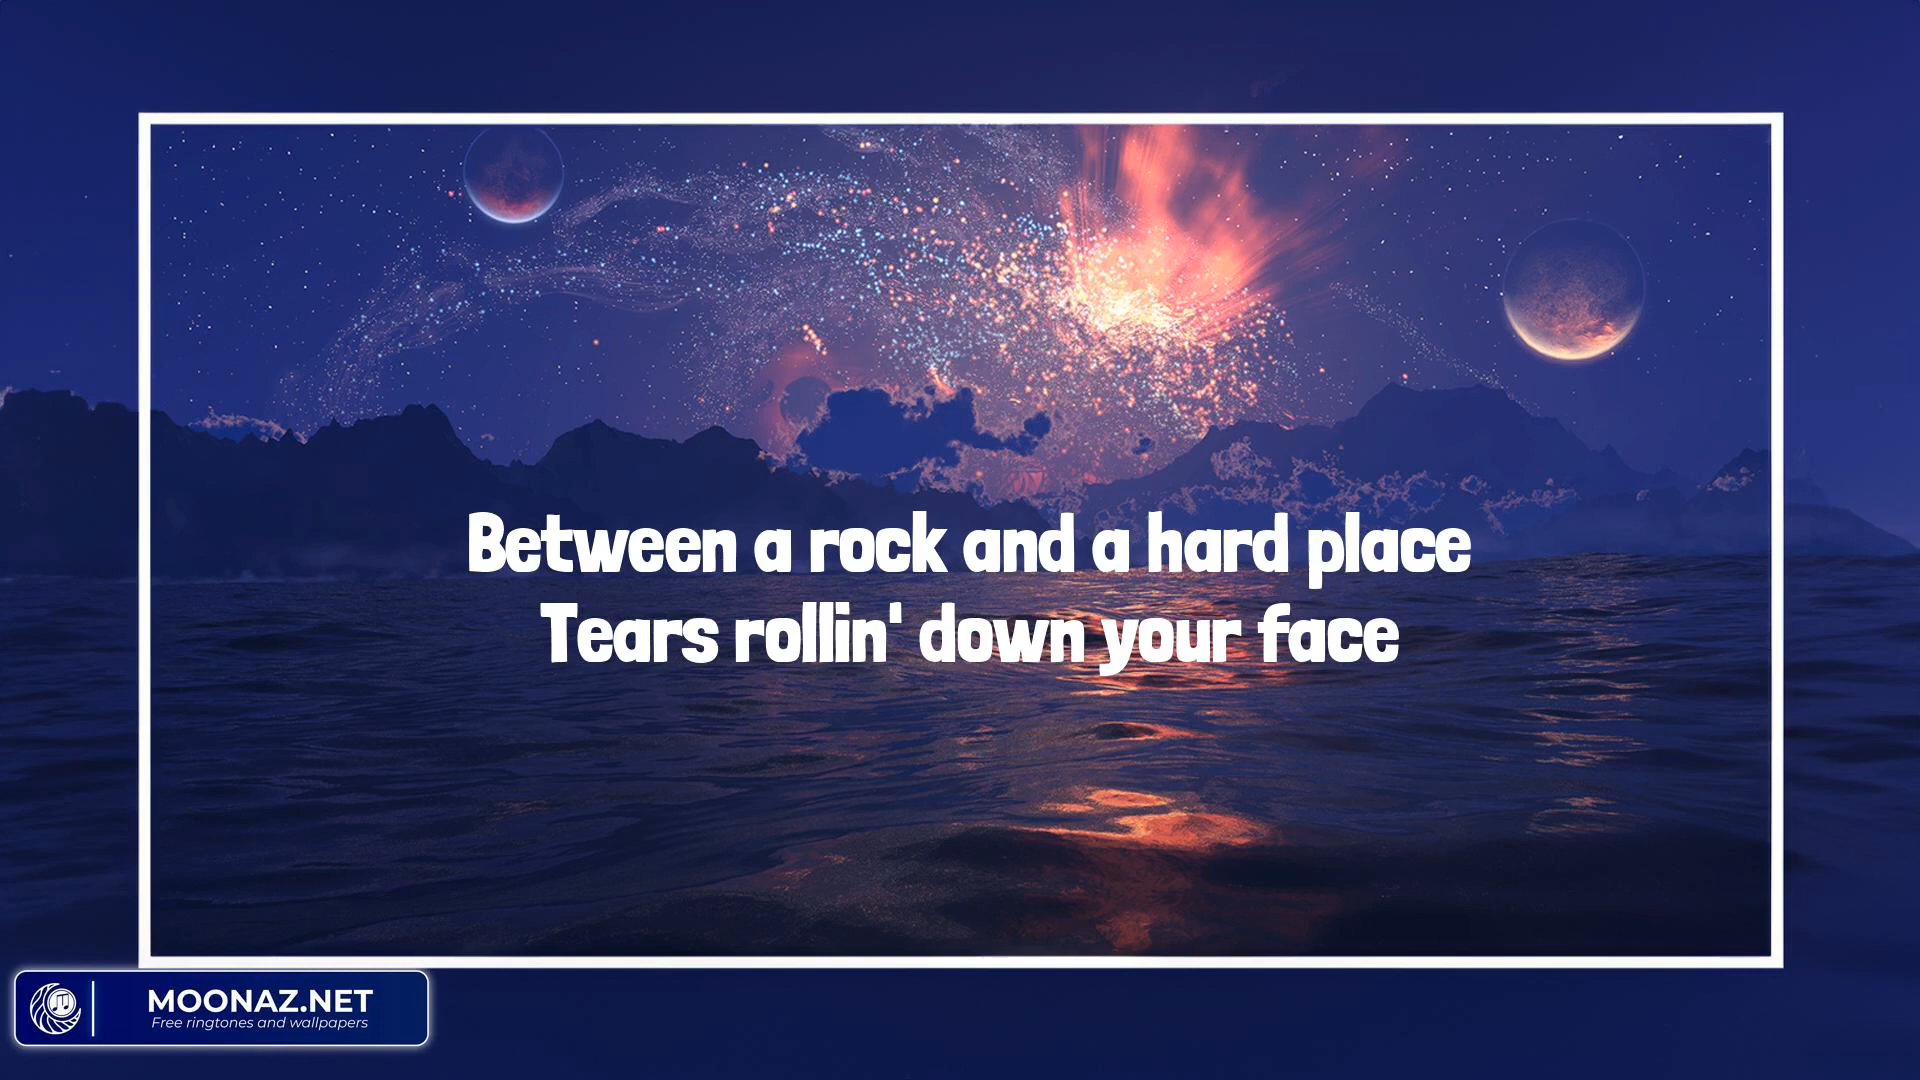 Between a rock and a hard place
Tears rollin' down your face
MOONAZ.NET
Free ringtones and wallpapers